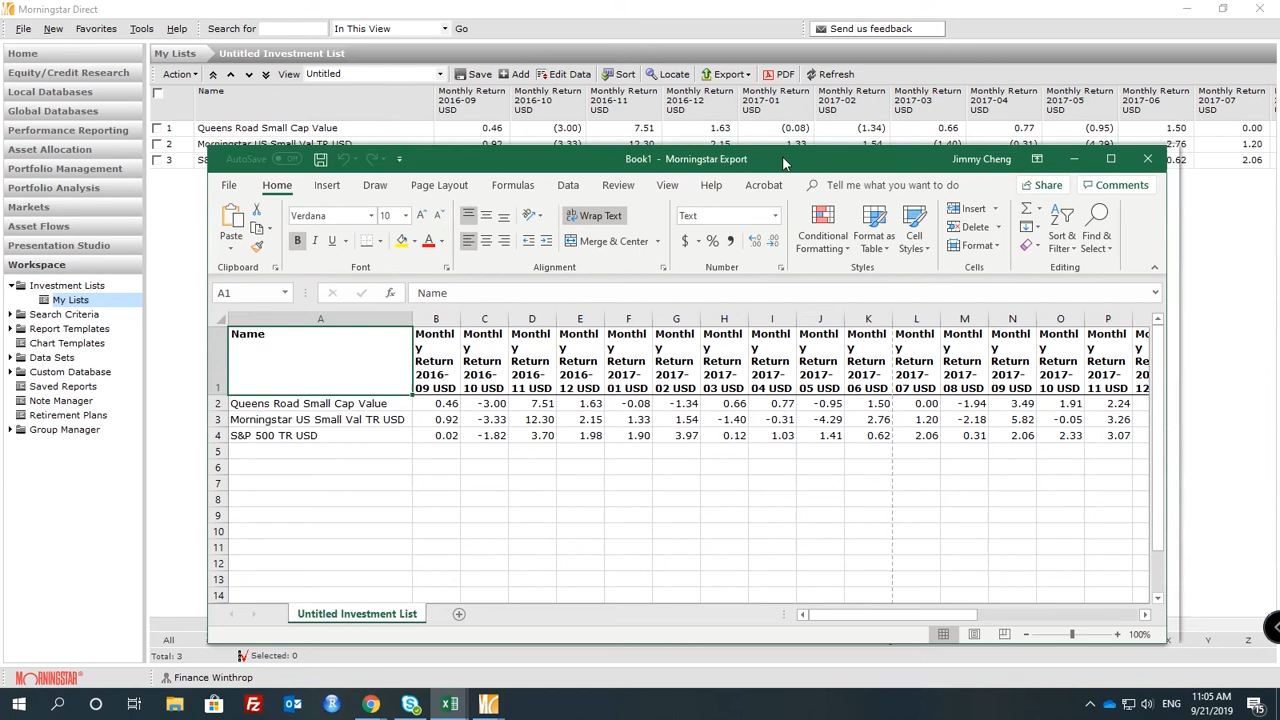 Morningstar Direct
File New Favorites Tools Help Search for In This View Go Send us feedback
Home My Lists Untitled Investment List
Equity/Credit Research Action View Untitled Save Add Edit Data Sort Locate Export PDF Refresh
Local Databases
Global Databases
Performance Reporting
Asset Allocation
Portfolio Management
Portfolio Analysis
Markets
Asset Flows
Presentation Studio
Workspace
Investment Lists
My Lists
Search Criteria
Report Templates
Chart Templates
Data Sets
Custom Database
Saved Reports
Note Manager
Retirement Plans
Group Manager
Name Monthly Return Monthly Return Monthly Return Monthly Return Monthly Return Monthly Return Monthly Return Monthly Return Monthly Return Monthly Return Monthly Return
2016-09 2016-10 2016-11 2016-12 2017-01 2017-02 2017-03 2017-04 2017-05 2017-06 2017-07
USD USD USD USD USD USD USD USD USD USD USD
1 Queens Road Small Cap Value 0.46 (3.00) 7.51 1.63 (0.08) (1.34) 0.66 0.77 (0.95) 1.50 0.00
2 Morningstar US Small Val TR USD 0.92 (3.33) 12.30 2.15 1.33 1.54 (1.40) (0.31) (4.29) 2.76 1.20
3 S& 0.62 2.06
AutoSave Off Book1 - Morningstar Export Jimmy Cheng
File Home Insert Draw Page Layout Formulas Data Review View Help Acrobat Tell me what you want to do Share Comments
Paste Verdana 10 Wrap Text Text Insert
B I U A Merge & Center $ % Conditional Formatting Format as Table Cell Styles Delete Format Sort & Filter Find & Select
Clipboard Font Alignment Number Styles Cells Editing
A1 fx Name
A B C D E F G H I J K L M N O P
Name Monthl Monthl Monthl Monthl Monthl Monthl Monthl Monthl Monthl Monthl Monthl Monthl Monthl Monthl Monthl
y y y y y y y y y y y y y y y
Return Return Return Return Return Return Return Return Return Return Return Return Return Return Return
2016- 2016- 2016- 2016- 2017- 2017- 2017- 2017- 2017- 2017- 2017- 2017- 2017- 2017- 2017-
1 09 USD 10 USD 11 USD 12 USD 01 USD 02 USD 03 USD 04 USD 05 USD 06 USD 07 USD 08 USD 09 USD 10 USD 11 USD 12
2 Queens Road Small Cap Value 0.46 -3.00 7.51 1.63 -0.08 -1.34 0.66 0.77 -0.95 1.50 0.00 -1.94 3.49 1.91 2.24
3 Morningstar US Small Val TR USD 0.92 -3.33 12.30 2.15 1.33 1.54 -1.40 -0.31 -4.29 2.76 1.20 -2.18 5.82 -0.05 3.26
4 S&P 500 TR USD 0.02 -1.82 3.70 1.98 1.90 3.97 0.12 1.03 1.41 0.62 2.06 0.31 2.06 2.33 3.07
5
6
7
8
9
10
11
12
13
14
Untitled Investment List
100%
All X Y Z
Total: 3 Selected: 0
MORNINGSTAR Finance Winthrop
11:05 AM
9/21/2019
15